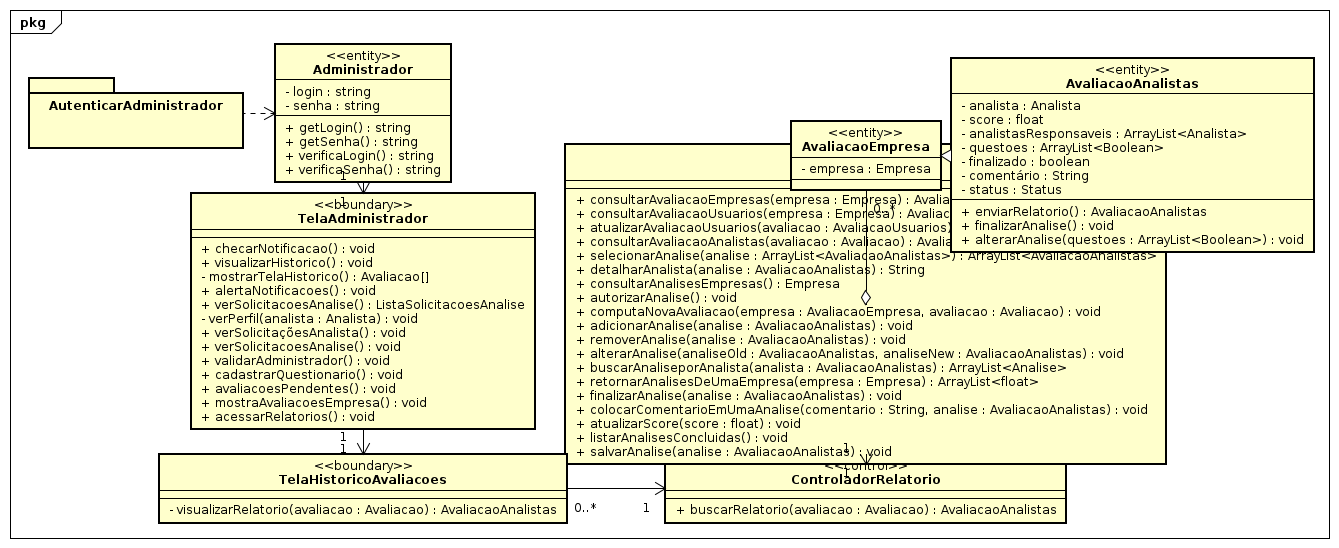 pkg
AutenticarAdministrador
<<entity>>
Administrador
- login : string
- senha : string
+ getLogin() : string
+ getSenha() : string
+ verificaLogin() : string
+ verificaSenha() : string
1
1
<<boundary>>
TelaAdministrador
+ checarNotificacao() : void
+ visualizarHistorico() : void
- mostrarTelaHistorico() : Avaliacao[]
+ alertaNotificacoes() : void
+ verSolicitacoesAnalise() : ListaSolicitacoesAnalise
- verPerfil(analista : Analista) : void
+ verSolicitaçõesAnalista() : void
+ verSolicitacoesAnalise() : void
+ validarAdministrador() : void
+ cadastrarQuestionario() : void
+ avaliacoesPendentes() : void
+ mostraAvaliacoesEmpresa() : void
+ acessarRelatorios() : void
1
1
<<boundary>>
TelaHistoricoAvaliacoes
- visualizarRelatorio(avaliacao : Avaliacao) : AvaliacaoAnalistas
0..*
1
<<entity>>
AvaliacaoEmpresa
- empresa : Empresa
0..*
<<entity>>
AvaliacaoAnalistas
- analista : Analista
- score : float
- analistasResponsaveis : ArrayList<Analista>
- questoes : ArrayList<Boolean>
- finalizado : boolean
- comentário : String
- status : Status
+ enviarRelatorio() : AvaliacaoAnalistas
+ finalizarAnalise() : void
+ alterarAnalise(questoes : ArrayList<Boolean>) : void
+ consultarAvaliacaoEmpresas(empresa : Empresa) :
+ consultarAvaliacaoUsuarios(empresa : Empresa) :
+ atualizarAvaliacaoUsuarios(avaliacao : AvaliacaoUsuarios)
+ consultarAvaliacaoAnalistas(avaliacao : Avaliacao) :
+ selecionarAnalise(analise : ArrayList<AvaliacaoAnalistas>) : ArrayList<AvaliacaoAnalistas>
+ detalharAnalista(analise : AvaliacaoAnalistas) : String
+ consultarAnalisesEmpresas() : Empresa
+ autorizarAnalise() : void
+ computaNovaAvaliacao(empresa : AvaliacaoEmpresa, avaliacao : Avaliacao) : void
+ adicionarAnalise(analise : AvaliacaoAnalistas) : void
+ removerAnalise(analise : AvaliacaoAnalistas) : void
+ alterarAnalise(analiseOld : AvaliacaoAnalistas, analiseNew : AvaliacaoAnalistas) : void
+ buscarAnaliseporAnalista(analista : AvaliacaoAnalistas) : ArrayList<Analise>
+ retornarAnalisesDeUmaEmpresa(empresa : Empresa) : ArrayList<float>
+ finalizarAnalise(analise : AvaliacaoAnalistas) : void
+ colocarComentarioEmUmaAnalise(comentario : String, analise : AvaliacaoAnalistas) : void
+ atualizarScore(score : float) : void
+ listarAnalisesConcluidas() : void
+ salvarAnalise(analise : AvaliacaoAnalistas) : void
1
1
<<control>>
ControladorRelatorio
+ buscarRelatorio(avaliacao : Avaliacao) : AvaliacaoAnalistas